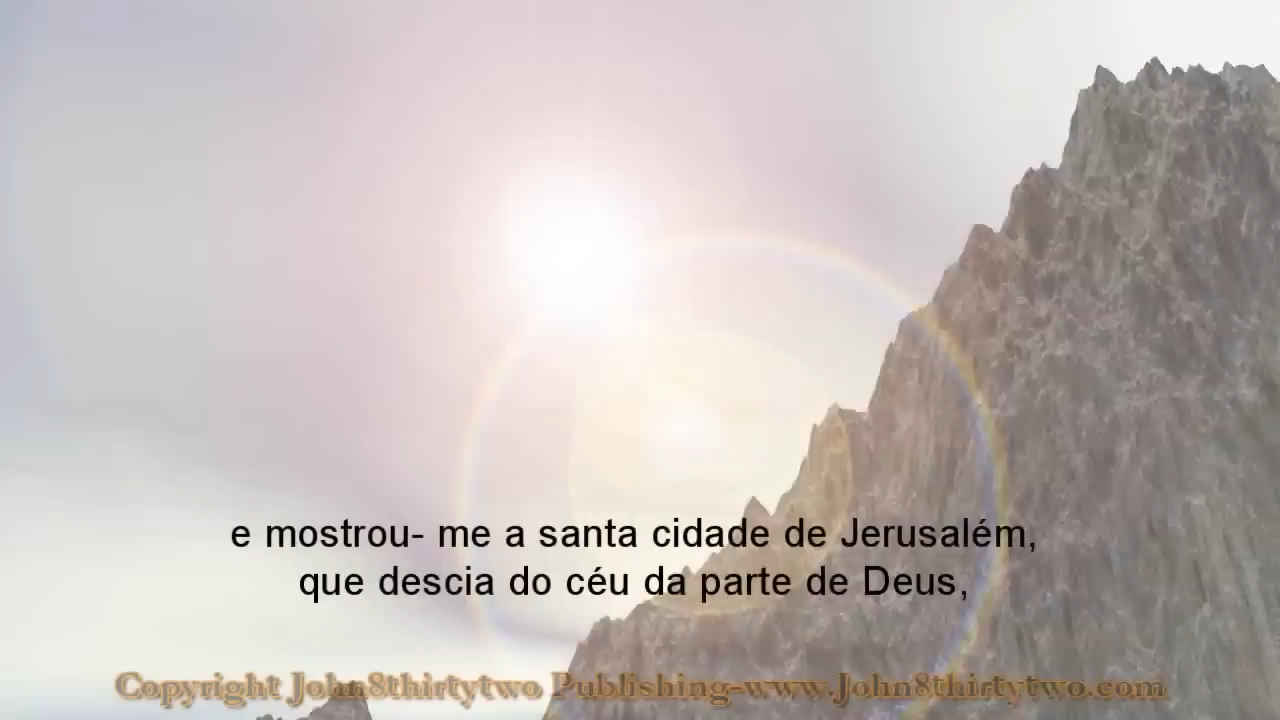 e mostrou- me a santa cidade de Jerusalém,
que descia do céu da parte de Deus,
Copyright John8thirtytwo Publishing-www.John8thirtytwo.com